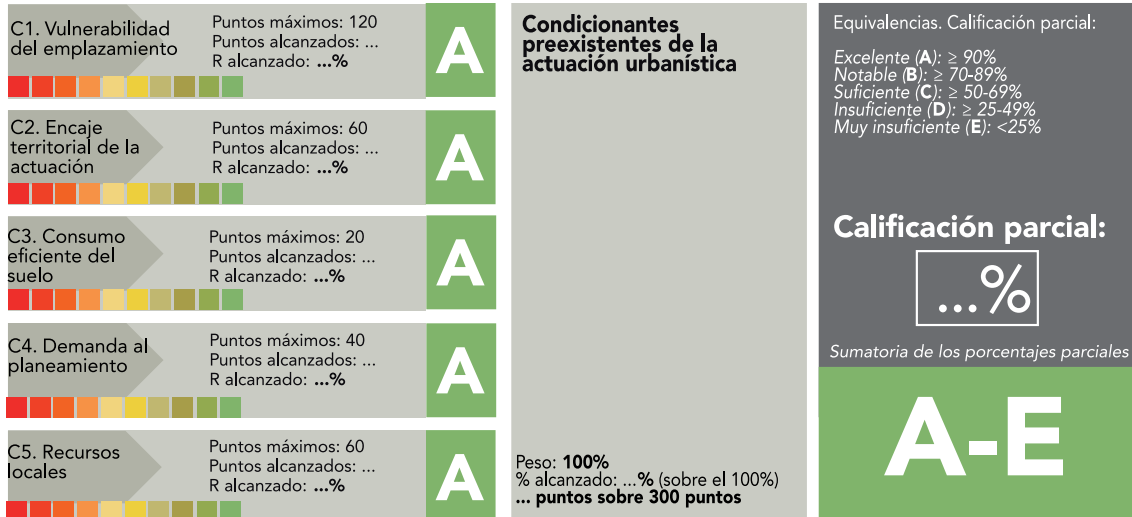 C1. Vulnerabilidad
del emplazamiento
Puntos máximos: 120
Puntos alcanzados: ...
R alcanzado: ...%
A
C2. Encaje
territorial de la
actuación
Puntos máximos: 60
Puntos alcanzados: ...
R alcanzado: ...%
A
C3. Consumo
eficiente del
suelo
Puntos máximos: 20
Puntos alcanzados: ...
R alcanzado: ...%
A
C4. Demanda al
planeamiento
Puntos máximos: 40
Puntos alcanzados: ...
R alcanzado: ...%
A
C5. Recursos
locales
Puntos máximos: 60
Puntos alcanzados: ...
R alcanzado: ...%
A
Condicionantes
preexistentes de la
actuación urbanística
Peso: 100%
% alcanzado: ...% (sobre el 100%)
... puntos sobre 300 puntos
Equivalencias. Calificación parcial:
Excelente (A): ≥ 90%
Notable (B): ≥ 70-89%
Suficiente (C): ≥ 50-69%
Insuficiente (D): ≥ 25-49%
Muy insuficiente (E): <25%
Calificación parcial:
...%
Sumatoria de los porcentajes parciales
A-E